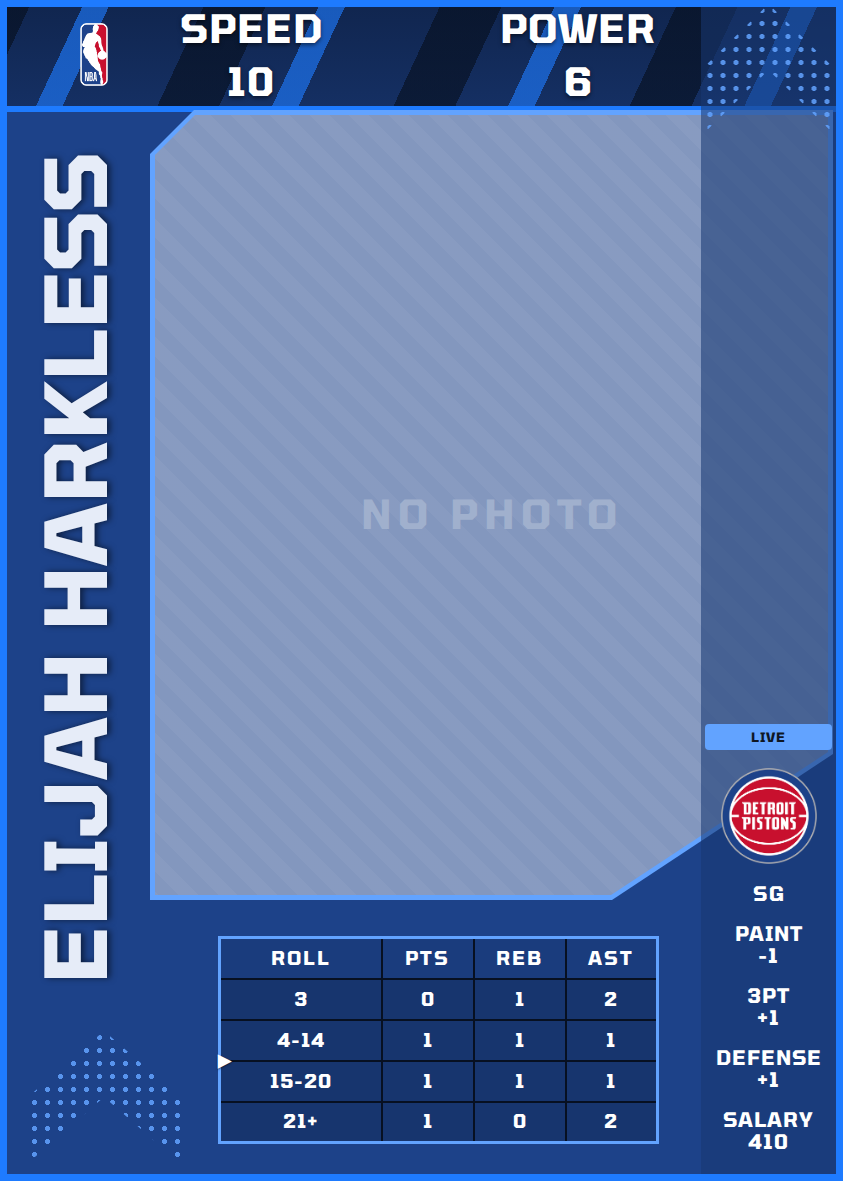 SPEED
10
POWER
6
NBA
ELIJAH HARKLESS
NO PHOTO
LIVE
DETROIT
PISTONS
SG
PAINT
-1
3PT
+1
DEFENSE
+1
SALARY
410
ROLL PTS REB AST
3 0 1 2
4-14 1 1 1
15-20 1 1 1
21+ 1 0 2